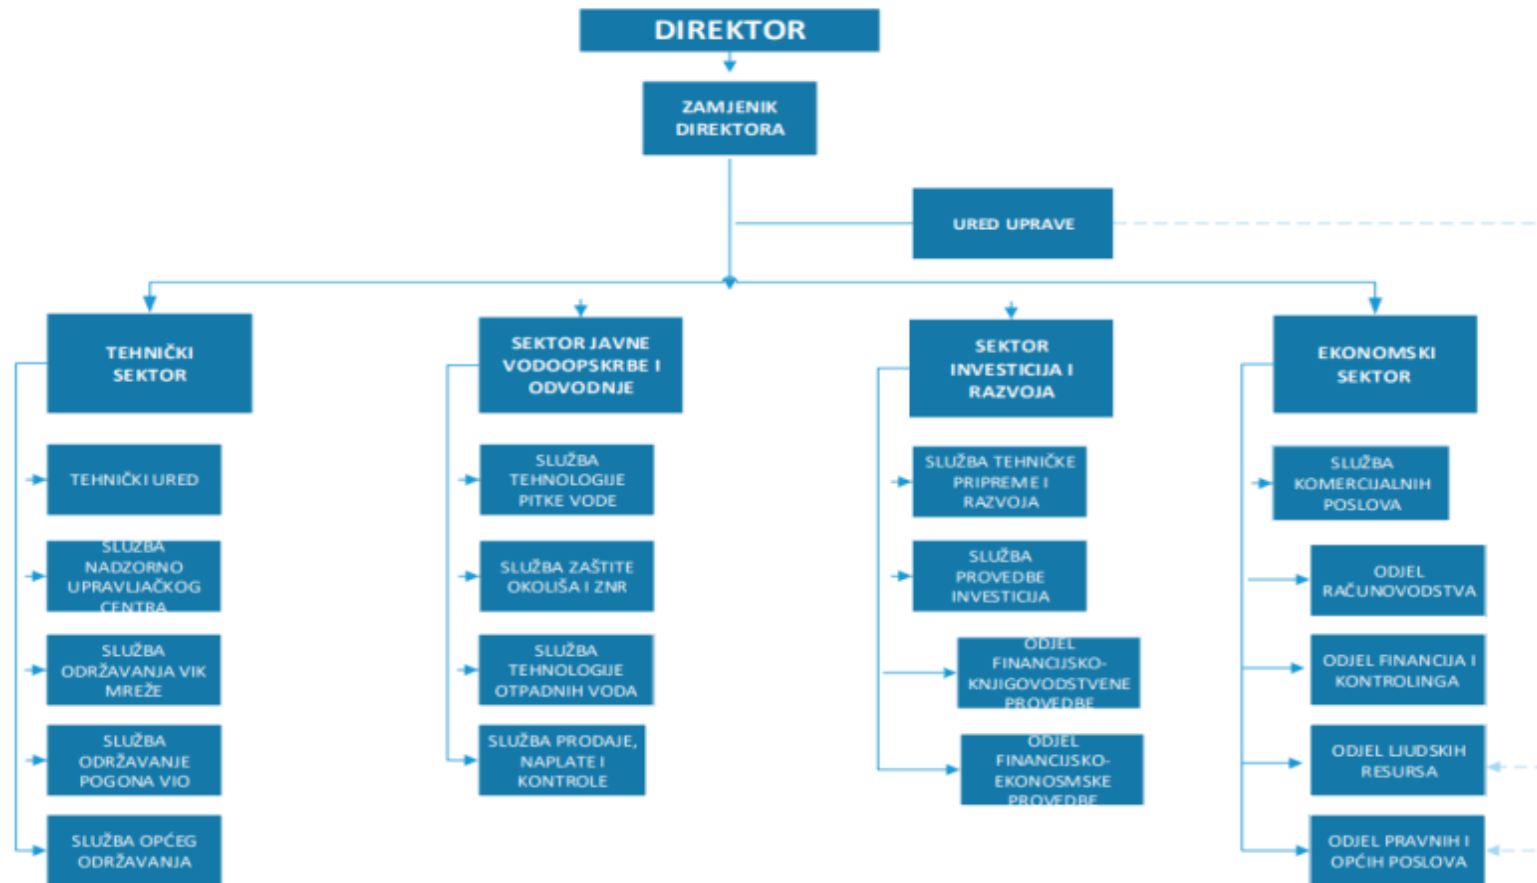 DIREKTOR
ZAMJENIK
DIREKTORA
URED UPRAVE
TEHNIČKI
SEKTOR
TEHNIČKI URED
SLUŽBA
NADZORNO
UPRAVLJAČKOG
CENTRA
SLUŽBA
ODRŽAVANJA VIK
MREŽE
SLUŽBA
ODRŽAVANJE
POGONA VIO
SLUŽBA OPĆEG
ODRŽAVANJA
SEKTOR JAVNE
VODOOPSKRBE I
ODVODNJE
SLUŽBA
TEHNOLOGIJE
PITKE VODE
SLUŽBA ZAŠTITE
OKOLIŠA I ZNR
SLUŽBA
TEHNOLOGIJE
OTPADNIH VODA
SLUŽBA PRODAJE,
NAPLATE I
KONTROLE
SEKTOR
INVESTICIJA I
RAZVOJA
SLUŽBA TEHNIČKE
PRIPREME I
RAZVOJA
SLUŽBA
PROVEDBE
INVESTICIJA
ODJEL
FINANCIJSKO-
KNJIGOVODSTVENE
PROVEDBE
ODJEL
FINANCIJSKO-
EKONOSMSKE
PROVEDBE
EKONOMSKI
SEKTOR
SLUŽBA
KOMERCIJALNIH
POSLOVA
ODJEL
RAČUNOVODSTVA
ODJEL FINANCIJA I
KONTROLINGA
ODJEL LJUDSKIH
RESURSA
ODJEL PRAVNIH I
OPĆIH POSLOVA